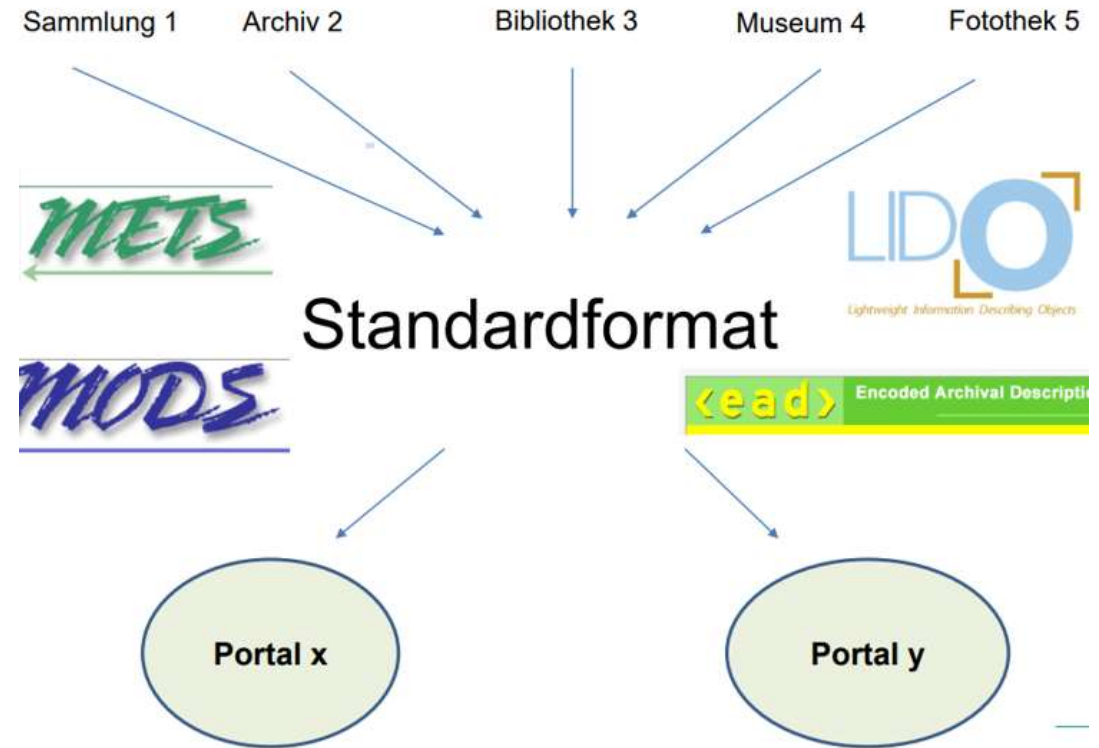 Sammlung 1
Archiv 2
Bibliothek 3
Museum 4
Fotothek 5
METS
LIDO
Lightweight Information Describing Objects
Standardformat
MODS
<ead>
Encoded Archival Descripti
Portal x
Portal y